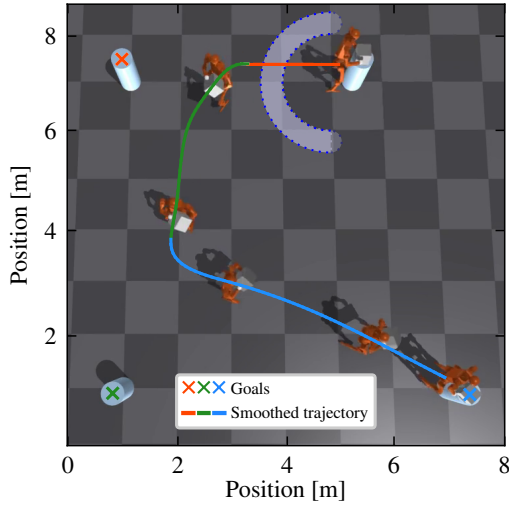 8
6
4
2
Position [m]
Goals
Smoothed trajectory
0 2 4 6 8
Position [m]